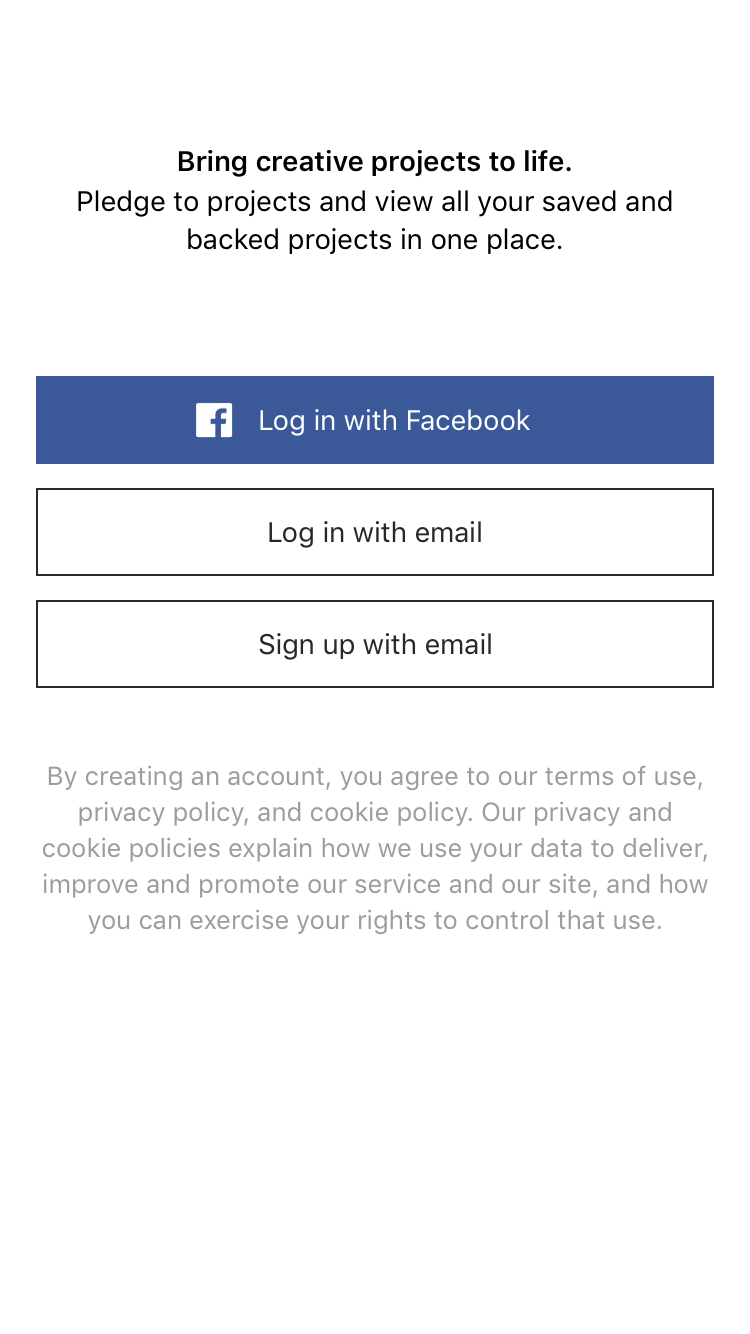 Bring creative projects to life.
Pledge to projects and view all your saved and
backed projects in one place.
Log in with Facebook
Log in with email
Sign up with email
By creating an account, you agree to our terms of use,
privacy policy, and cookie policy. Our privacy and
cookie policies explain how we use your data to deliver,
improve and promote our service and our site, and how
you can exercise your rights to control that use.